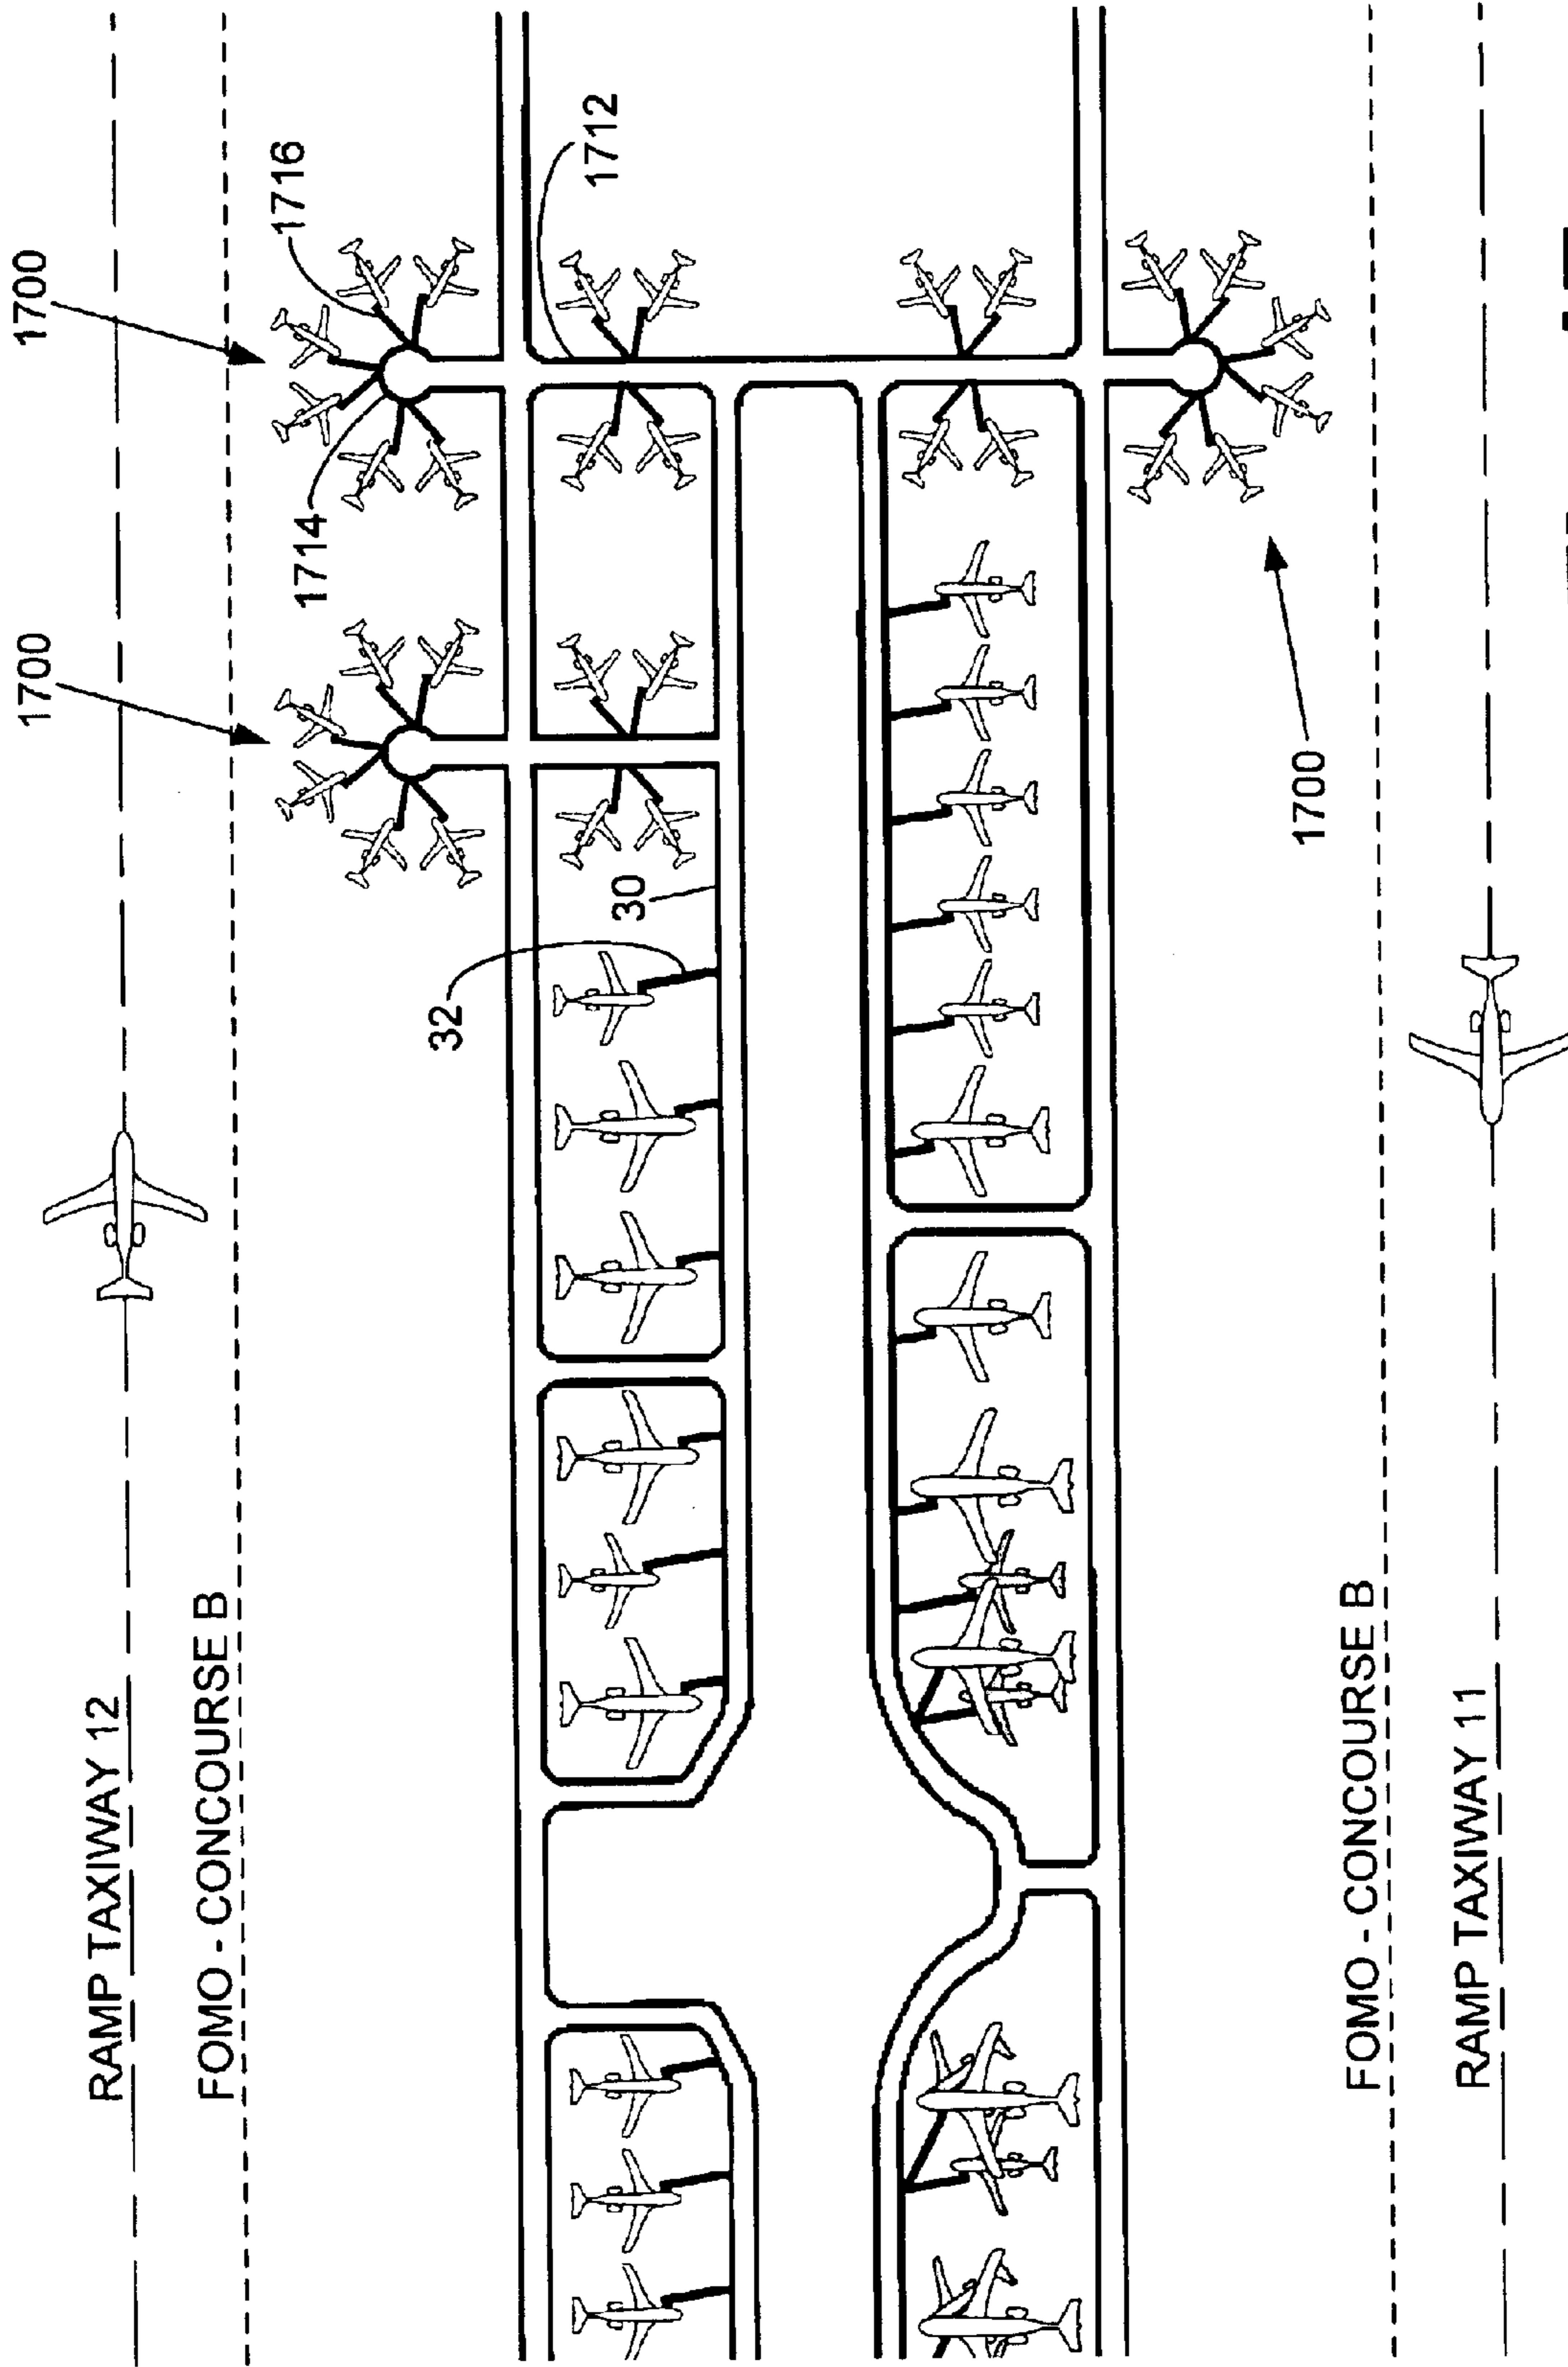 RAMP TAXIWAY 12
FOMO - CONCOURSE B
1700
1700
1716
1714
1712
32
30
1700
FOMO - CONCOURSE B
RAMP TAXIWAY 11